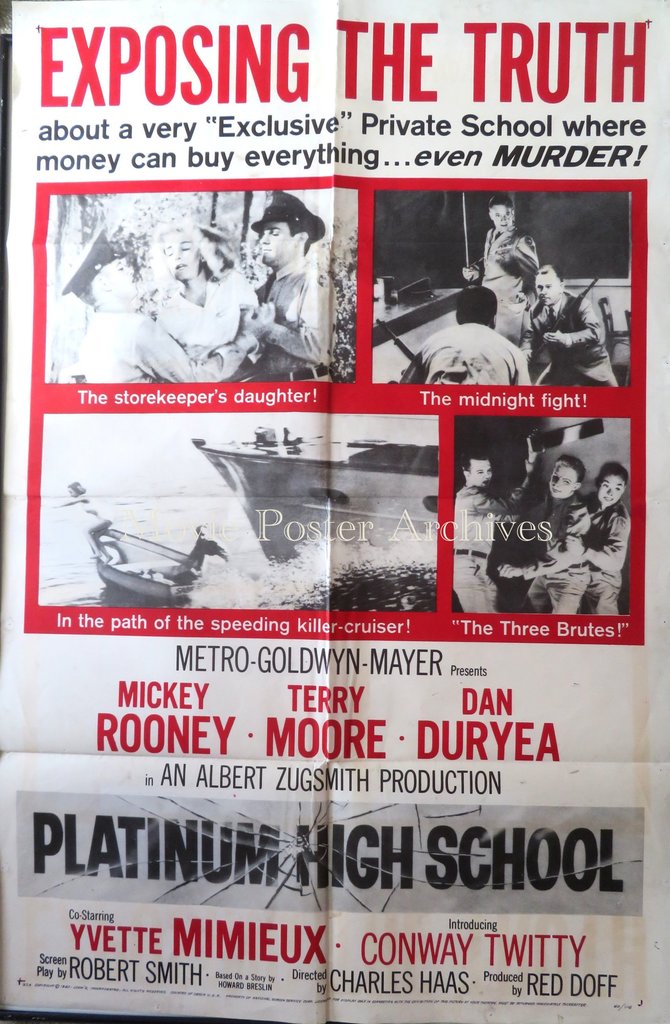 EXPOSING THE TRUTH
about a very "Exclusive" Private School where
money can buy everything...even MURDER!
The storekeeper's daughter!
The midnight fight!
Movie Poster Archives
In the path of the speeding killer-cruiser!
"The Three Brutes!"
METRO-GOLDWYN-MAYER Presents
MICKEY ROONEY · TERRY MOORE · DAN DURYEA
in AN ALBERT ZUGSMITH PRODUCTION
PLATINUM HIGH SCHOOL
Co-Starring YVETTE MIMIEUX · Introducing CONWAY TWITTY
Screen Play by ROBERT SMITH · Based On a Story by HOWARD BRESLIN · Directed by CHARLES HAAS · Produced by RED DOFF